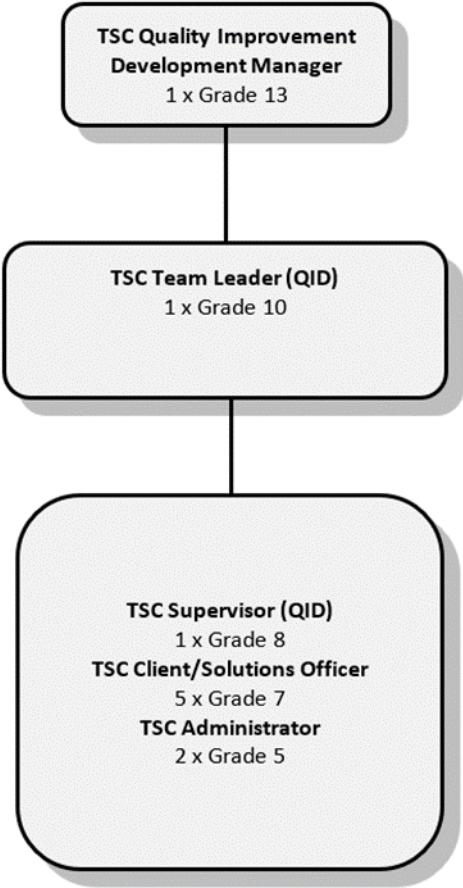 TSC Quality Improvement
Development Manager
1 x Grade 13
TSC Team Leader (QID)
1 x Grade 10
TSC Supervisor (QID)
1 x Grade 8
TSC Client/Solutions Officer
5 x Grade 7
TSC Administrator
2 x Grade 5